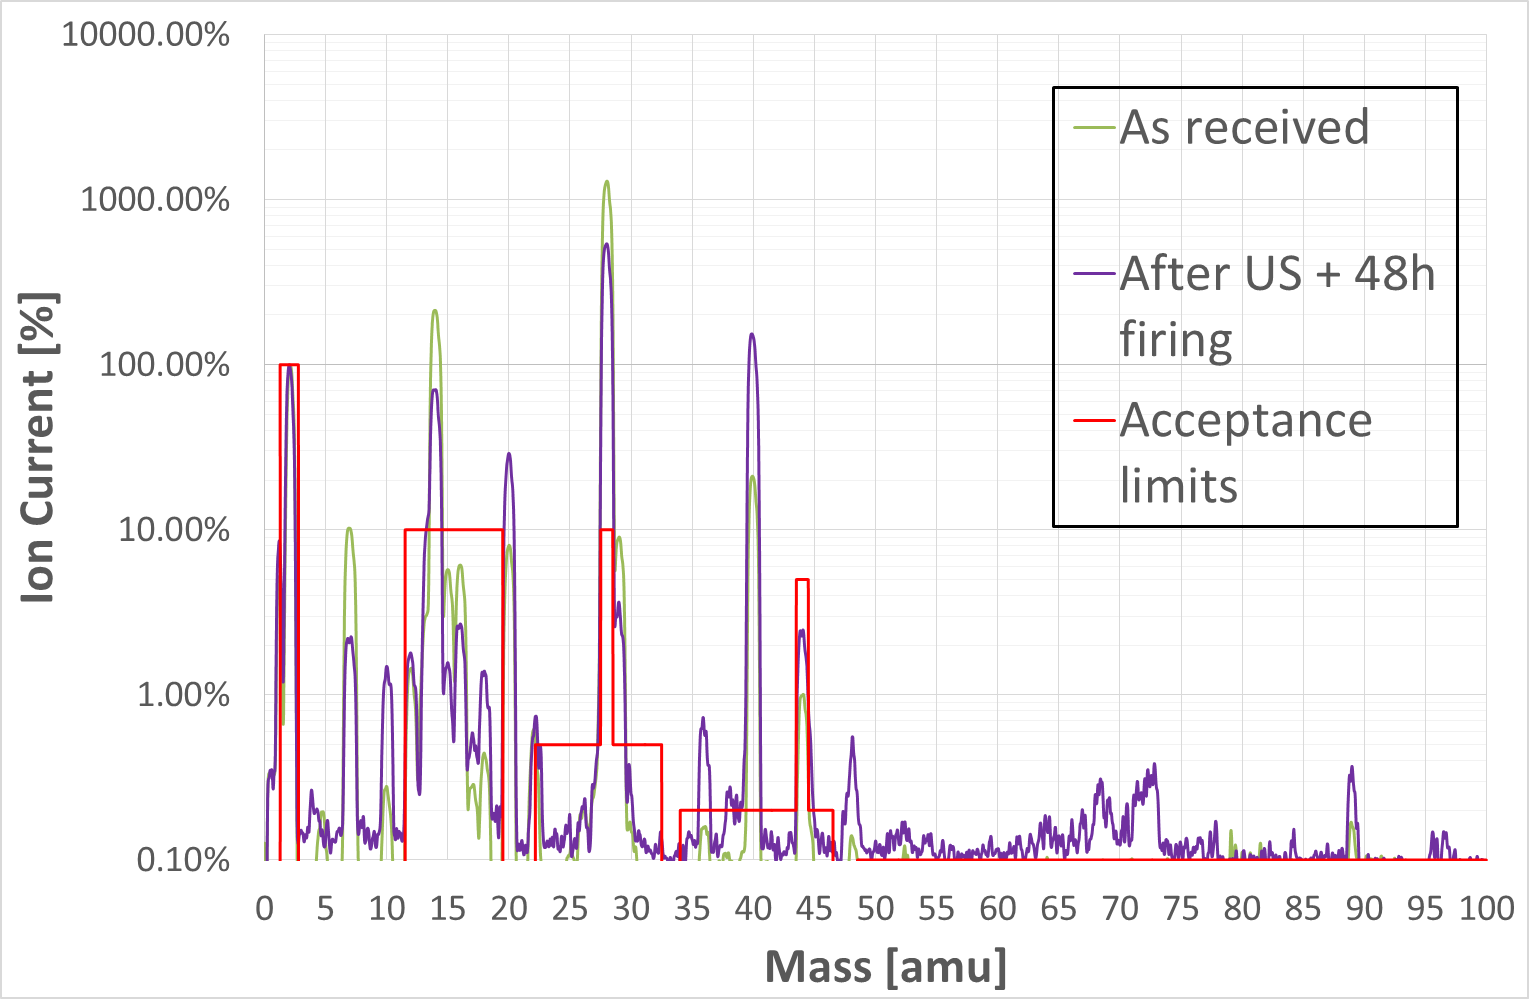 10000.00%
1000.00%
100.00%
10.00%
1.00%
0.10%
Ion Current [%]
As received
After US + 48h
firing
Acceptance
limits
0 5 10 15 20 25 30 35 40 45 50 55 60 65 70 75 80 85 90 95 100
Mass [amu]